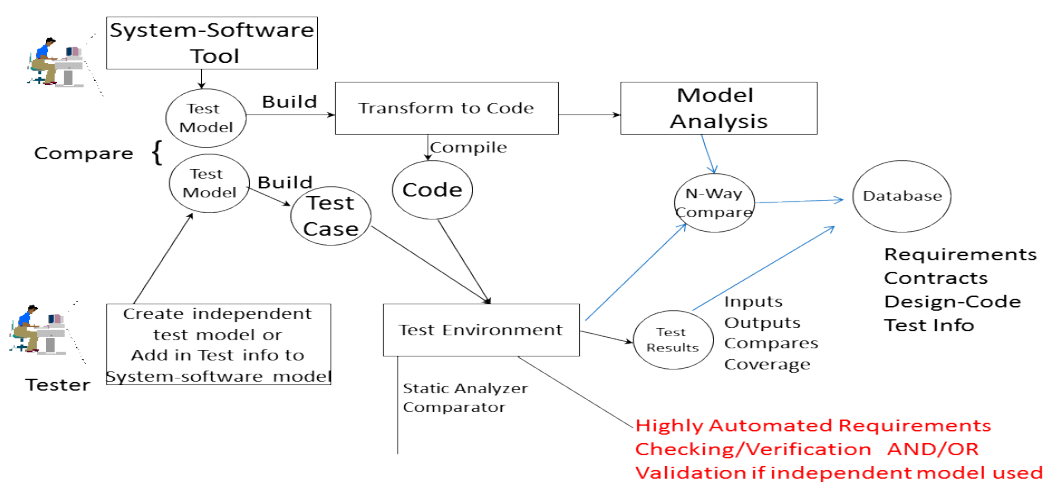 System-Software
Tool
Test
Model
Build
Transform to Code
Model
Analysis
Compare {
Compile
Test
Model
Build
Test
Case
Code
N-Way
Compare
Database
Requirements
Contracts
Design-Code
Test Info
Create independent
test model or
Add in Test info to
System-software model
Tester
Test Environment
Test
Results
Inputs
Outputs
Compares
Coverage
Static Analyzer
Comparator
Highly Automated Requirements
Checking/Verification AND/OR
Validation if independent model used